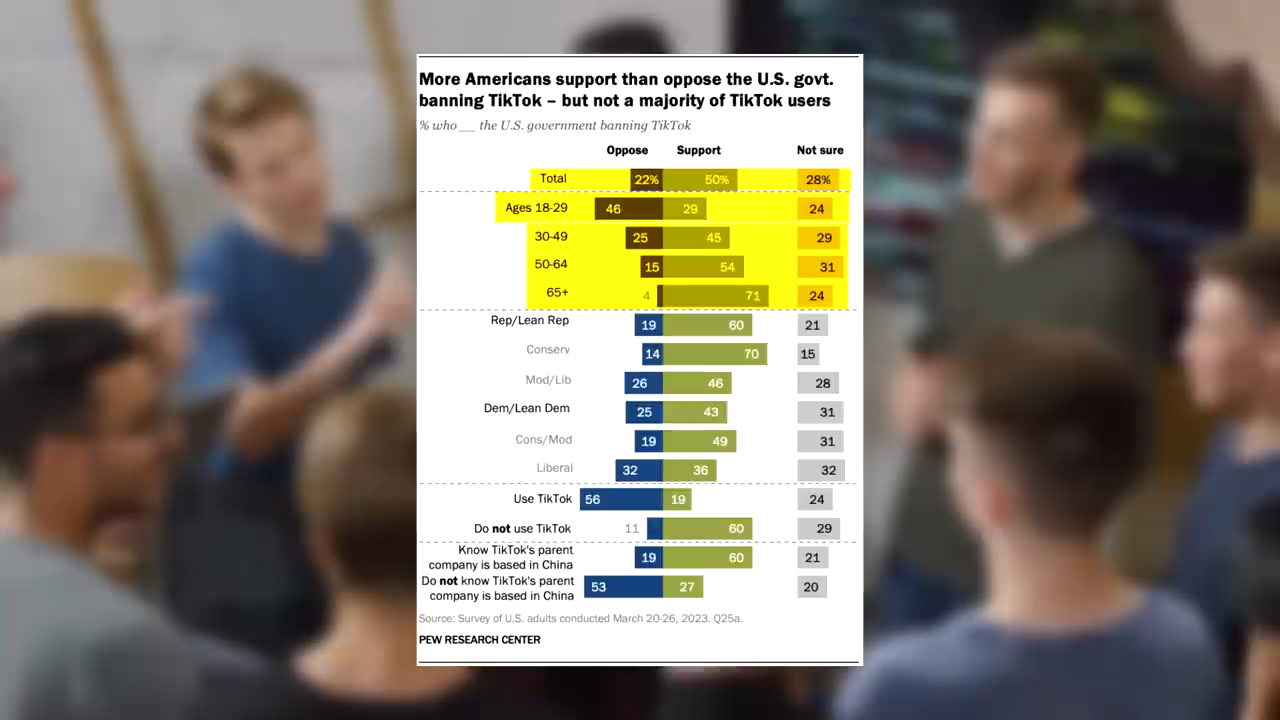 More Americans support than oppose the U.S. govt.
banning TikTok – but not a majority of TikTok users
% who __ the U.S. government banning TikTok
Oppose Support Not sure
Total 22% 50% 28%
Ages 18-29 46 29 24
30-49 25 45 29
50-64 15 54 31
65+ 4 71 24
Rep/Lean Rep 19 60 21
Conserv 14 70 15
Mod/Lib 26 46 28
Dem/Lean Dem 25 43 31
Cons/Mod 19 49 31
Liberal 32 36 32
Use TikTok 56 19 24
Do not use TikTok 11 60 29
Know TikTok's parent
company is based in China 19 60 21
Do not know TikTok's parent
company is based in China 53 27 20
Source: Survey of U.S. adults conducted March 20-26, 2023. Q25a.
PEW RESEARCH CENTER